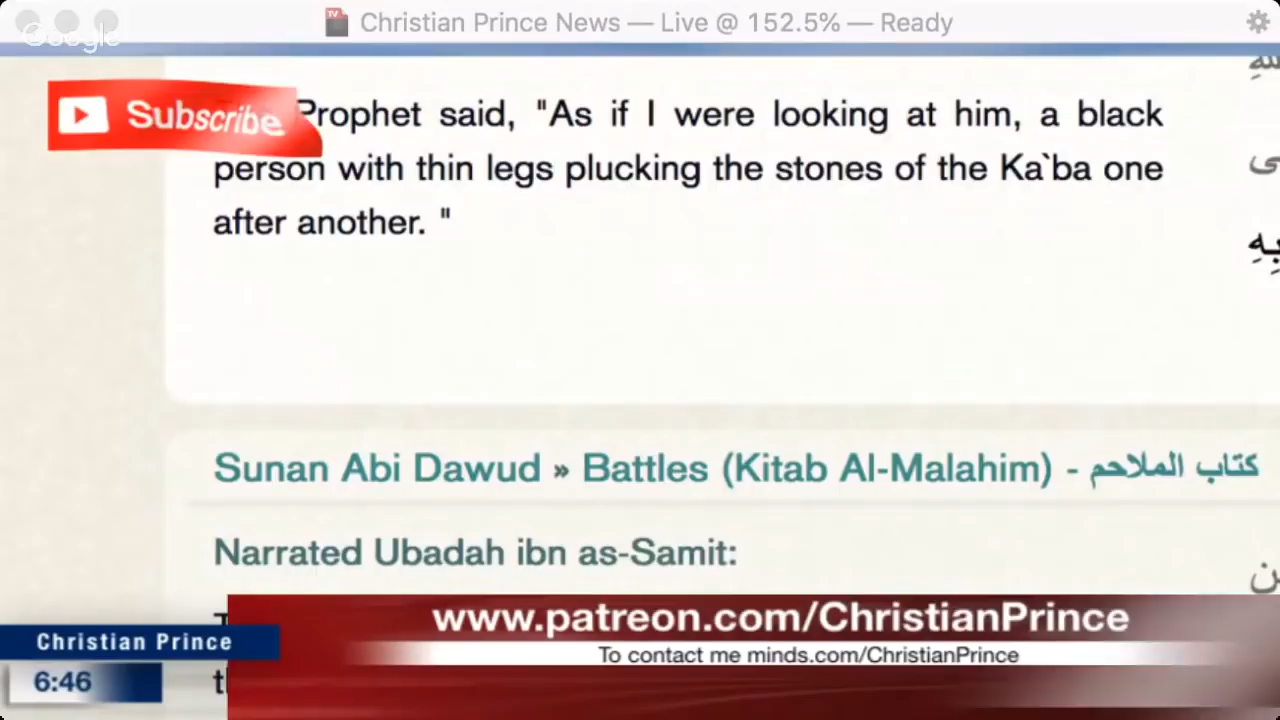 Christian Prince News — Live @ 152.5% — Ready
Google
Subscribe
Prophet said, "As if I were looking at him, a black
person with thin legs plucking the stones of the Ka`ba one
after another. "
Sunan Abi Dawud » Battles (Kitab Al-Malahim) - كتاب الملاحم
Narrated Ubadah ibn as-Samit:
www.patreon.com/ChristianPrince
To contact me minds.com/ChristianPrince
Christian Prince
6:46